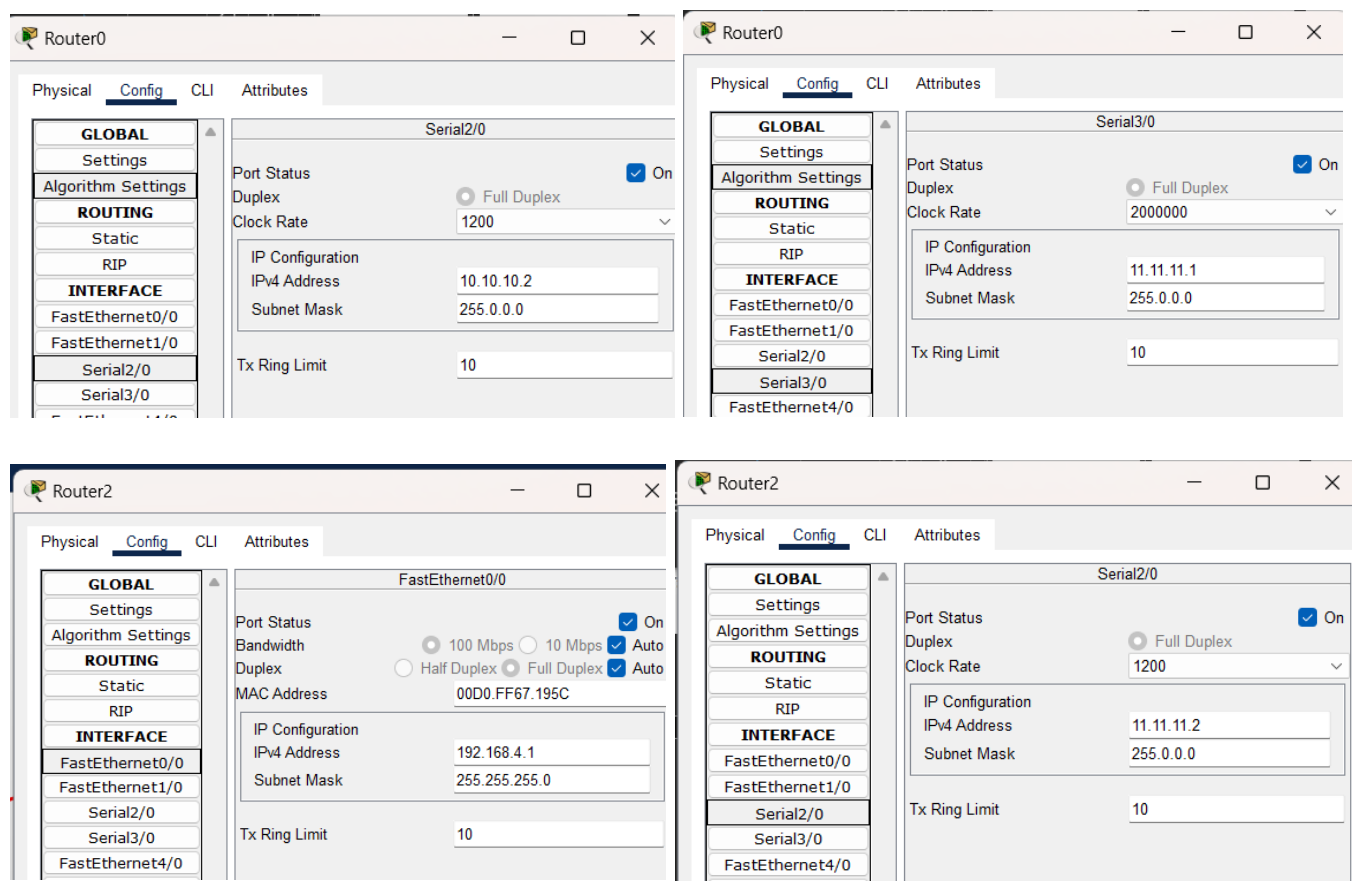 Router0
Physical Config CLI Attributes
GLOBAL
Settings
Algorithm Settings
ROUTING
Static
RIP
INTERFACE
FastEthernet0/0
FastEthernet1/0
Serial2/0
Serial3/0
Serial2/0
Port Status On
Duplex Full Duplex
Clock Rate 1200
IP Configuration
IPv4 Address 10.10.10.2
Subnet Mask 255.0.0.0
Tx Ring Limit 10
Router0
Physical Config CLI Attributes
GLOBAL
Settings
Algorithm Settings
ROUTING
Static
RIP
INTERFACE
FastEthernet0/0
FastEthernet1/0
Serial2/0
Serial3/0
FastEthernet4/0
Serial3/0
Port Status On
Duplex Full Duplex
Clock Rate 2000000
IP Configuration
IPv4 Address 11.11.11.1
Subnet Mask 255.0.0.0
Tx Ring Limit 10
Router2
Physical Config CLI Attributes
GLOBAL
Settings
Algorithm Settings
ROUTING
Static
RIP
INTERFACE
FastEthernet0/0
FastEthernet1/0
Serial2/0
Serial3/0
FastEthernet4/0
FastEthernet0/0
Port Status On
Bandwidth 100 Mbps 10 Mbps Auto
Duplex Half Duplex Full Duplex Auto
MAC Address 00D0.FF67.195C
IP Configuration
IPv4 Address 192.168.4.1
Subnet Mask 255.255.255.0
Tx Ring Limit 10
Router2
Physical Config CLI Attributes
GLOBAL
Settings
Algorithm Settings
ROUTING
Static
RIP
INTERFACE
FastEthernet0/0
FastEthernet1/0
Serial2/0
Serial3/0
FastEthernet4/0
Serial2/0
Port Status On
Duplex Full Duplex
Clock Rate 1200
IP Configuration
IPv4 Address 11.11.11.2
Subnet Mask 255.0.0.0
Tx Ring Limit 10